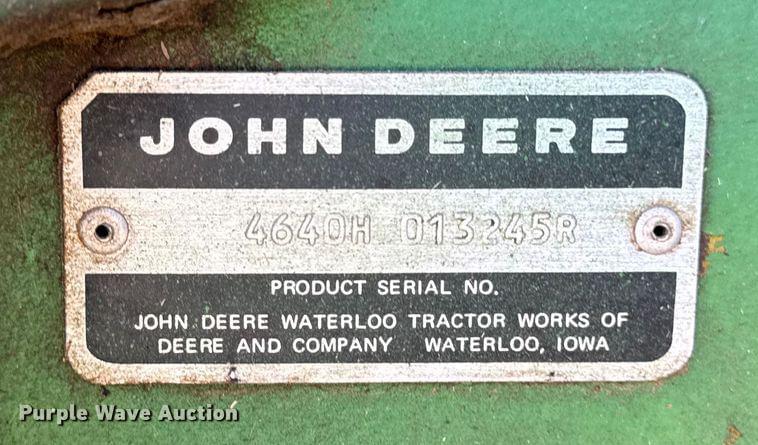 JOHN DEERE
4640H 013245R
PRODUCT SERIAL NO.
JOHN DEERE WATERLOO TRACTOR WORKS OF
DEERE AND COMPANY WATERLOO, IOWA
Purple Wave Auction